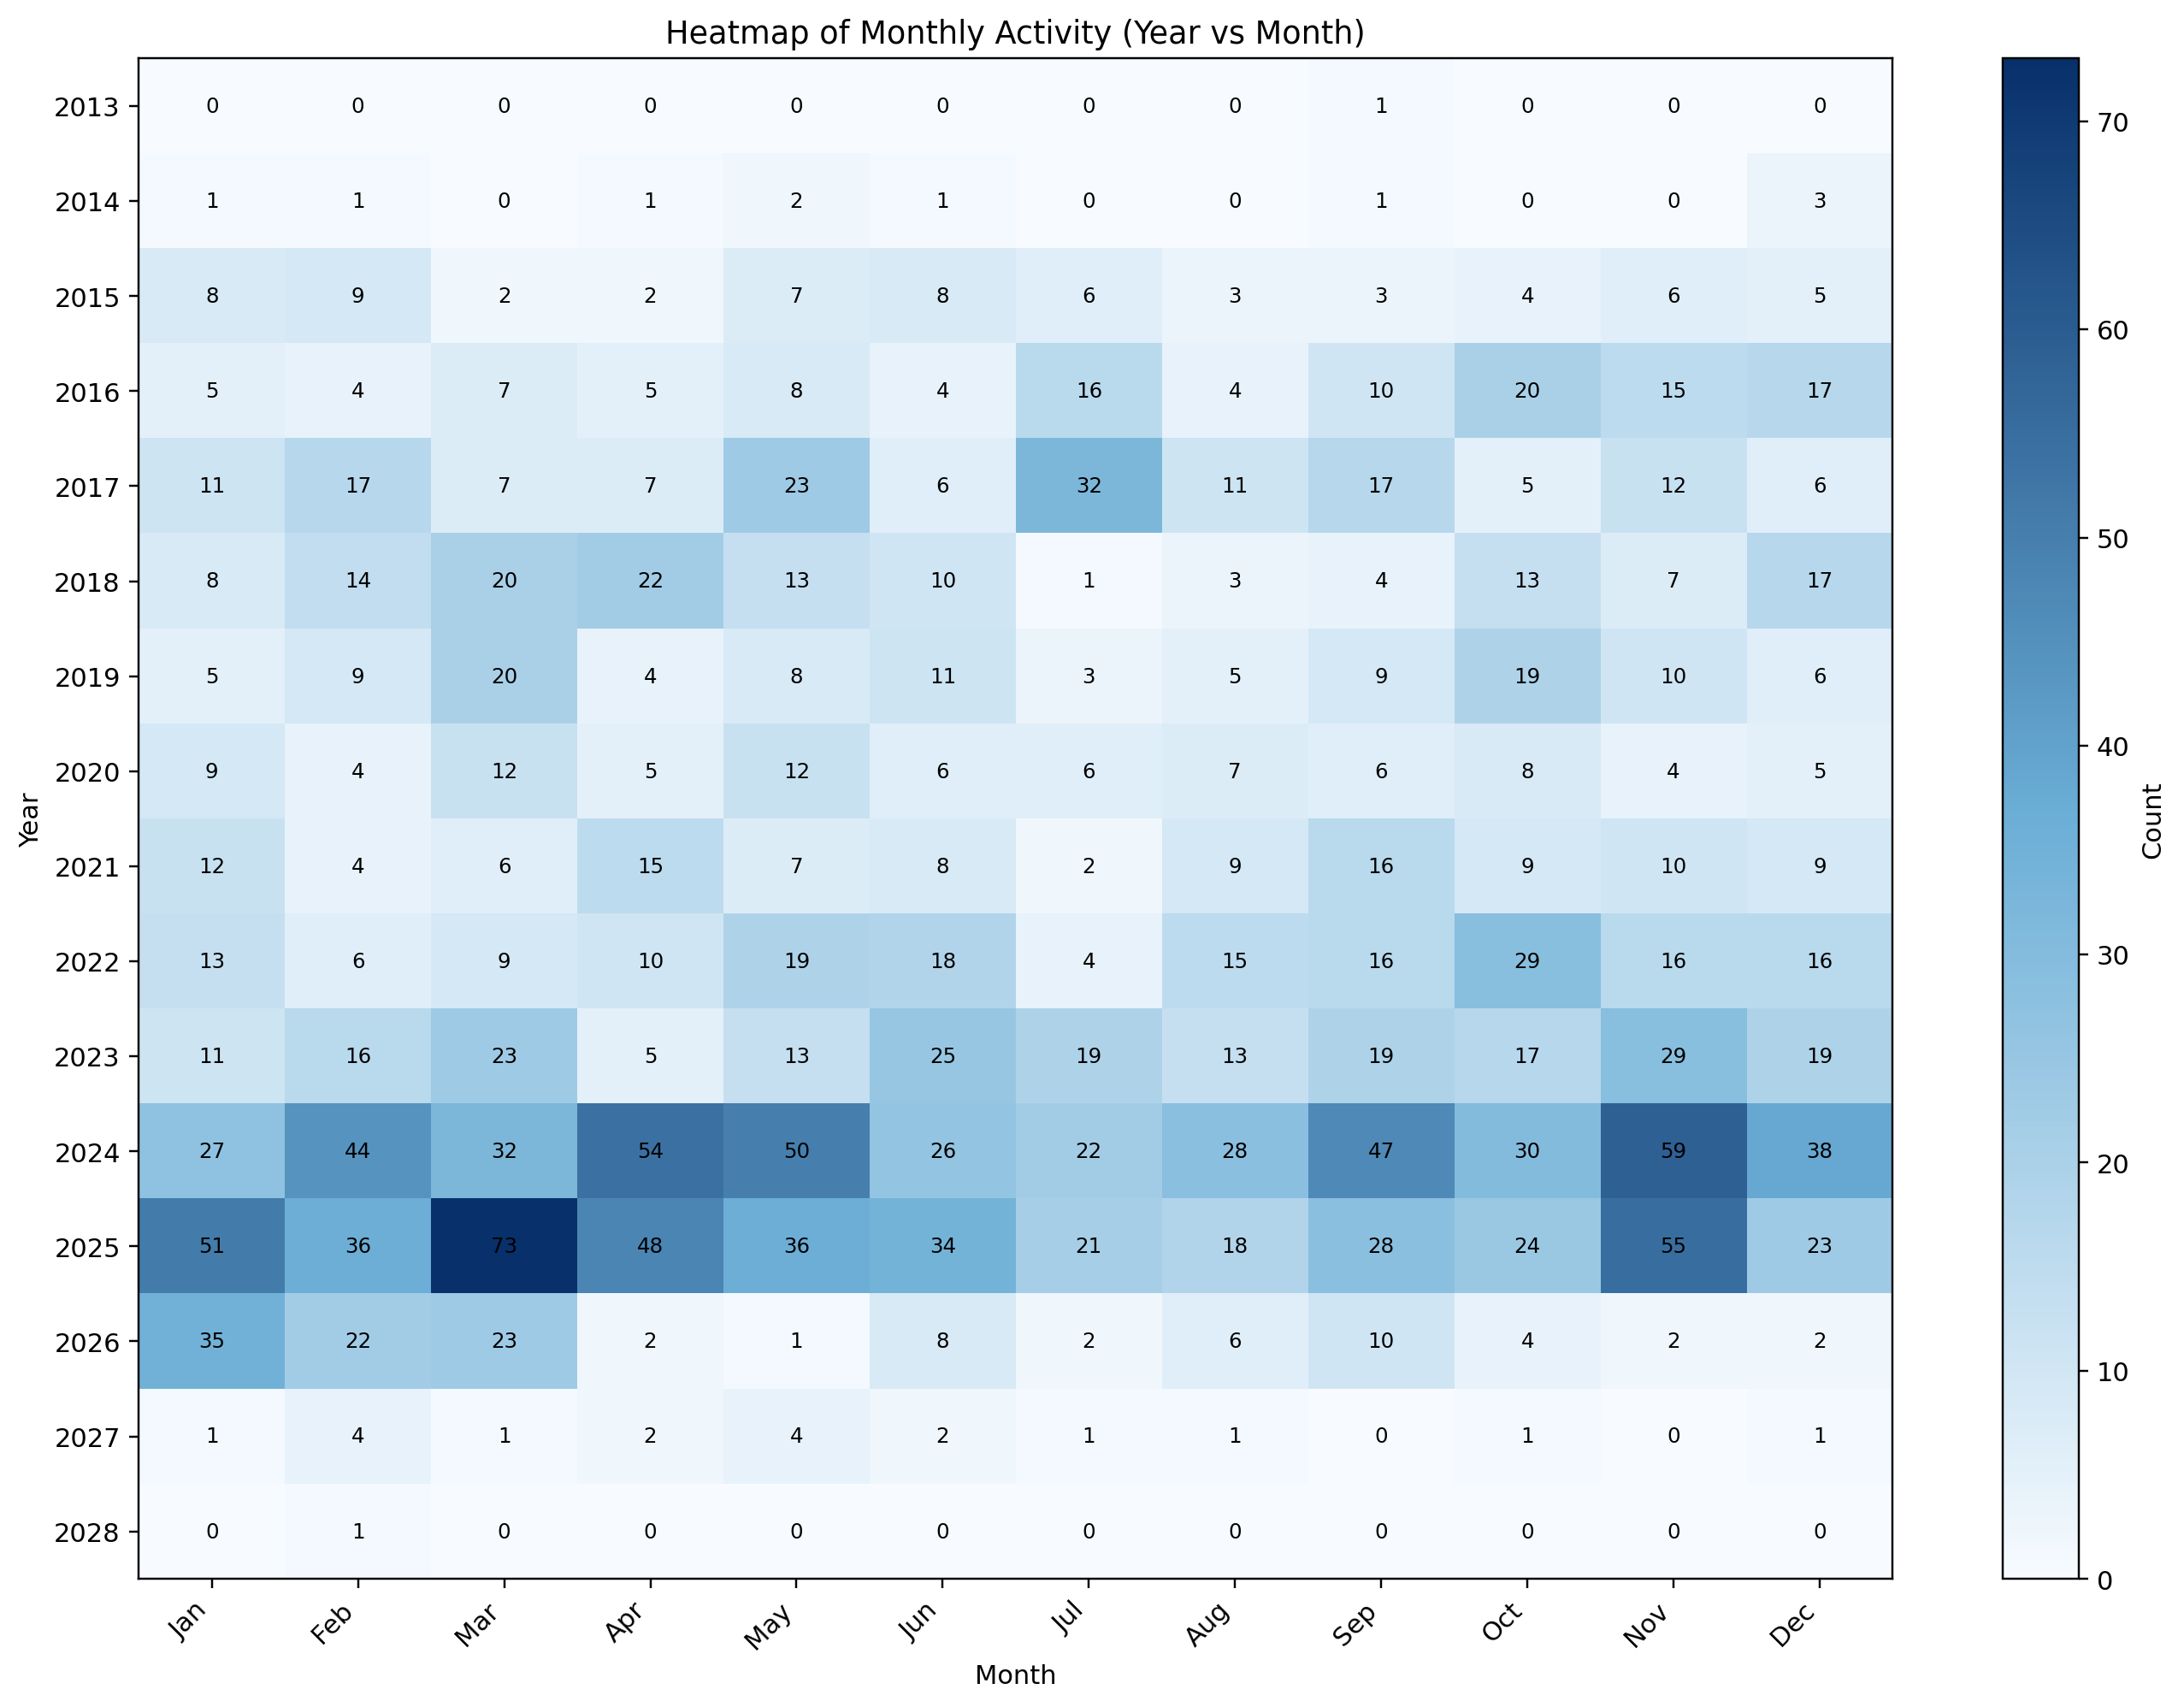 Heatmap of Monthly Activity (Year vs Month)
2013 0 0 0 0 0 0 0 0 1 0 0 0
2014 1 1 0 1 2 1 0 0 1 0 0 3
2015 8 9 2 2 7 8 6 3 3 4 6 5
2016 5 4 7 5 8 4 16 4 10 20 15 17
2017 11 17 7 7 23 6 32 11 17 5 12 6
2018 8 14 20 22 13 10 1 3 4 13 7 17
2019 5 9 20 4 8 11 3 5 9 19 10 6
2020 9 4 12 5 12 6 6 7 6 8 4 5
2021 12 4 6 15 7 8 2 9 16 9 10 9
2022 13 6 9 10 19 18 4 15 16 29 16 16
2023 11 16 23 5 13 25 19 13 19 17 29 19
2024 27 44 32 54 50 26 22 28 47 30 59 38
2025 51 36 73 48 36 34 21 18 28 24 55 23
2026 35 22 23 2 1 8 2 6 10 4 2 2
2027 1 4 1 2 4 2 1 1 0 1 0 1
2028 0 1 0 0 0 0 0 0 0 0 0 0
Jan Feb Mar Apr May Jun Jul Aug Sep Oct Nov Dec
Month
Year
70
60
50
40
30
20
10
0
Count